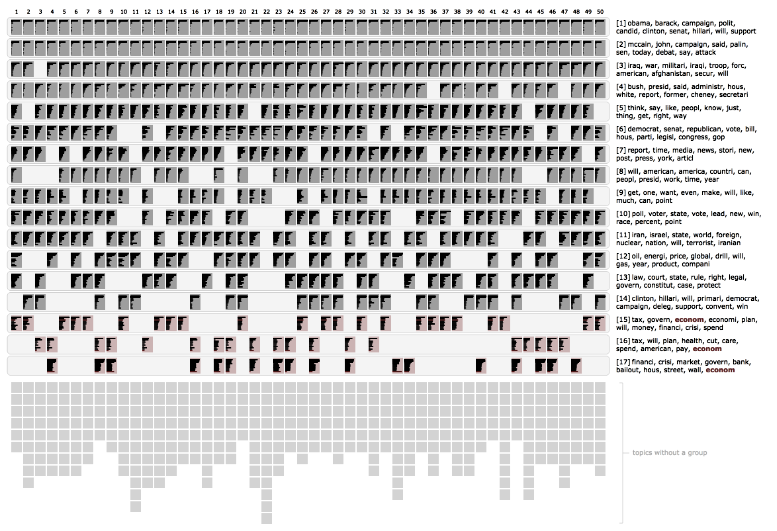 1 2 3 4 5 6 7 8 9 10 11 12 13 14 15 16 17 18 19 20 21 22 23 24 25 26 27 28 29 30 31 32 33 34 35 36 37 38 39 40 41 42 43 44 45 46 47 48 49 50
[1] obama, barack, campaign, polit,
candid, clinton, senat, hillari, will, support
[2] mccain, john, campaign, said, palin,
sen, today, debat, say, attack
[3] iraq, war, militari, iraqi, troop, forc,
american, afghanistan, secur, will
[4] bush, presid, said, administr, hous,
white, report, former, cheney, secretari
[5] think, say, like, peopl, know, just,
thing, get, right, way
[6] democrat, senat, republican, vote, bill,
hous, parti, legisl, congress, gop
[7] report, time, media, news, stori, new,
post, press, york, articl
[8] will, american, america, countri, can,
peopl, presid, work, time, year
[9] get, one, want, even, make, will, like,
much, can, point
[10] poll, voter, state, vote, lead, new, win,
race, percent, point
[11] iran, israel, state, world, foreign,
nuclear, nation, will, terrorist, iranian
[12] oil, energi, price, global, drill, will,
gas, year, product, compani
[13] law, court, state, rule, right, legal,
govern, constitut, case, protect
[14] clinton, hillari, will, primari, democrat,
campaign, deleg, support, convent, win
[15] tax, govern, econom, economi, plan,
will, money, financi, crisi, spend
[16] tax, will, plan, health, cut, care,
spend, american, pay, econom
[17] financi, crisi, market, govern, bank,
bailout, hous, street, wall, econom
topics without a group